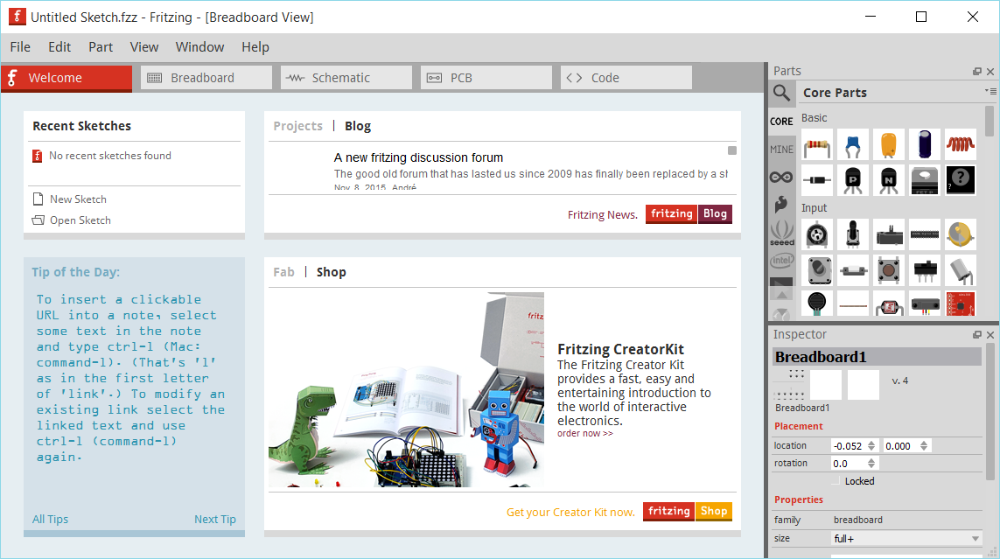 Untitled Sketch.fzz - Fritzing - [Breadboard View]
File Edit Part View Window Help
Welcome
Breadboard
Schematic
PCB
Code
Recent Sketches
No recent sketches found
New Sketch
Open Sketch
Projects | Blog
A new fritzing discussion forum
The good old forum that has lasted us since 2009 has finally been replaced by a sh
Nov. 8, 2015, André
Fritzing News.
fritzing Blog
Tip of the Day:
To insert a clickable
URL into a note, select
some text in the note
and type ctrl-l (Mac:
command-l). (That's 'l'
as in the first letter
of 'link'.) To modify an
existing link select the
linked text and use
ctrl-l (command-l)
again.
All Tips
Next Tip
Fab | Shop
fritz
Fritzing CreatorKit
The Fritzing Creator Kit
provides a fast, easy and
entertaining introduction to
the world of interactive
electronics.
order now >>
Get your Creator Kit now.
fritzing Shop
Parts
Core Parts
CORE
MINE
seeed
intel
Basic
P
N
FET N
?
?
Input
Inspector
Breadboard1
v. 4
Breadboard1
Placement
location
-0.052
0.000
rotation
0.0
Locked
Properties
family
breadboard
size
full+